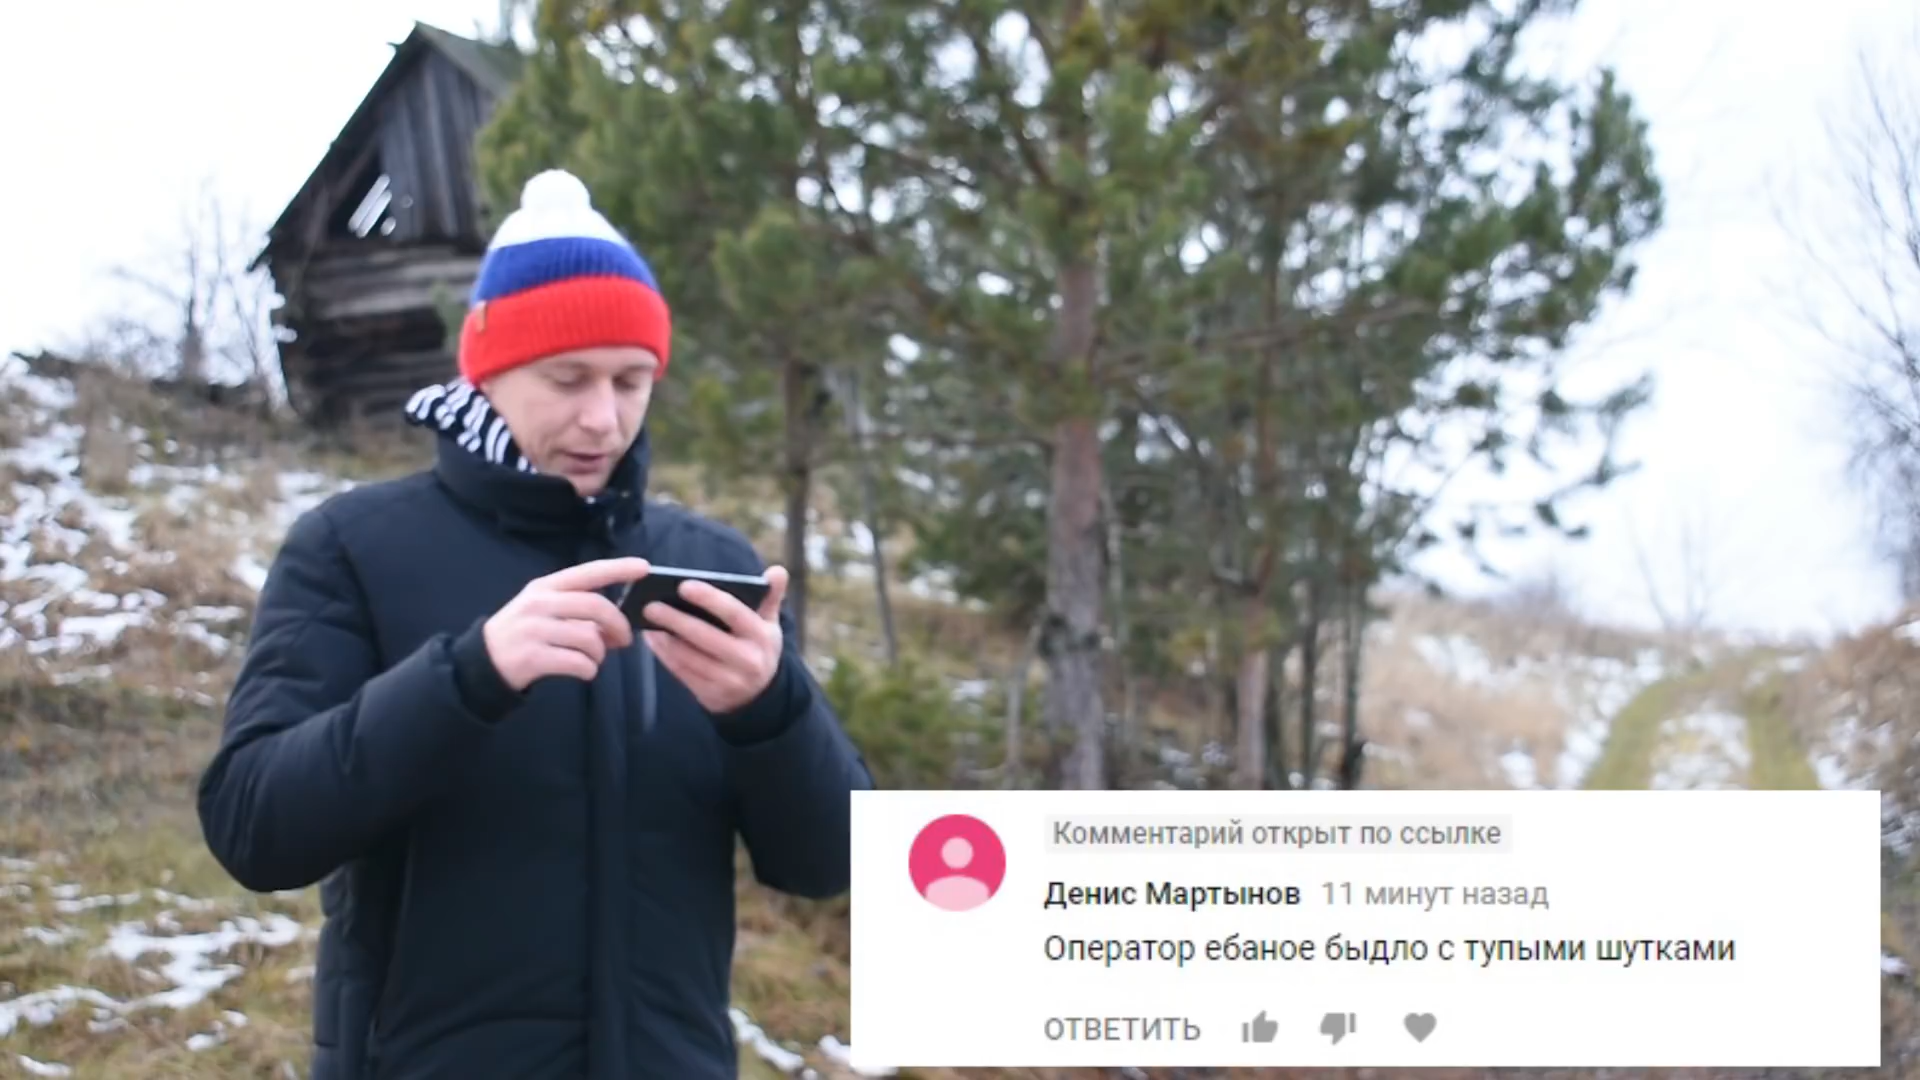 Комментарий открыт по ссылке
Денис Мартынов 11 минут назад
Оператор ебаное быдло с тупыми шутками
ОТВЕТИТЬ